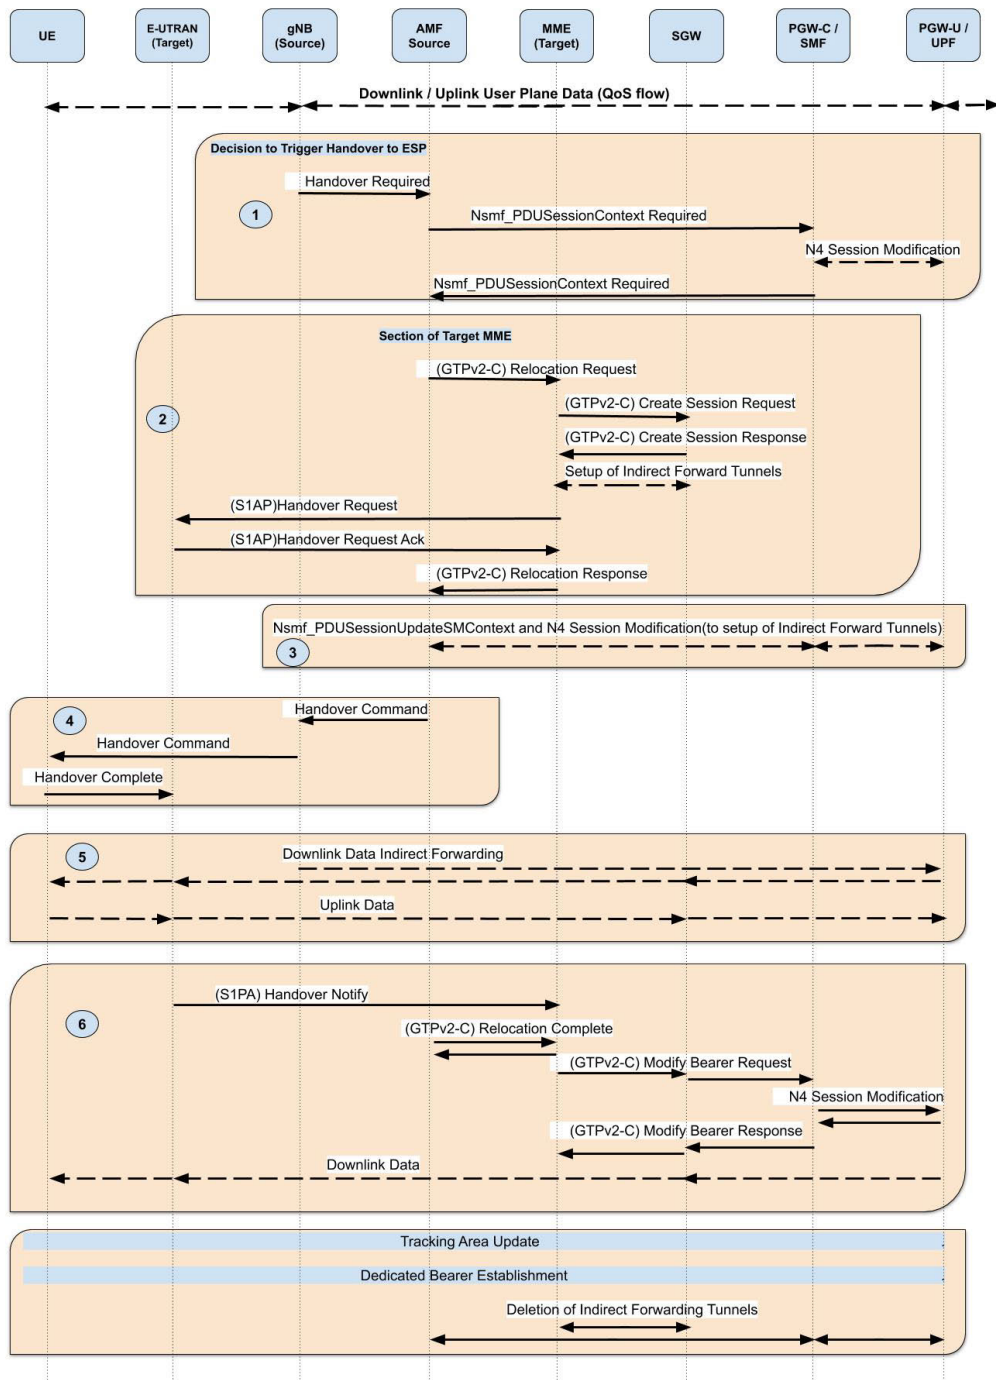 UE
E-UTRAN
(Target)
gNB
(Source)
AMF
Source
MME
(Target)
SGW
PGW-C /
SMF
PGW-U /
UPF
Downlink / Uplink User Plane Data (QoS flow)
Decision to Trigger Handover to ESP
Handover Required
1
Nsmf_PDUSessionContext Required
N4 Session Modification
Nsmf_PDUSessionContext Required
Section of Target MME
(GTPv2-C) Relocation Request
2
(GTPv2-C) Create Session Request
(GTPv2-C) Create Session Response
Setup of Indirect Forward Tunnels
(S1AP)Handover Request
(S1AP)Handover Request Ack
(GTPv2-C) Relocation Response
Nsmf_PDUSessionUpdateSMContext and N4 Session Modification(to setup of Indirect Forward Tunnels)
3
Handover Command
4
Handover Command
Handover Complete
5
Downlink Data Indirect Forwarding
Uplink Data
(S1PA) Handover Notify
6
(GTPv2-C) Relocation Complete
(GTPv2-C) Modify Bearer Request
N4 Session Modification
(GTPv2-C) Modify Bearer Response
Downlink Data
Tracking Area Update
Dedicated Bearer Establishment
Deletion of Indirect Forwarding Tunnels